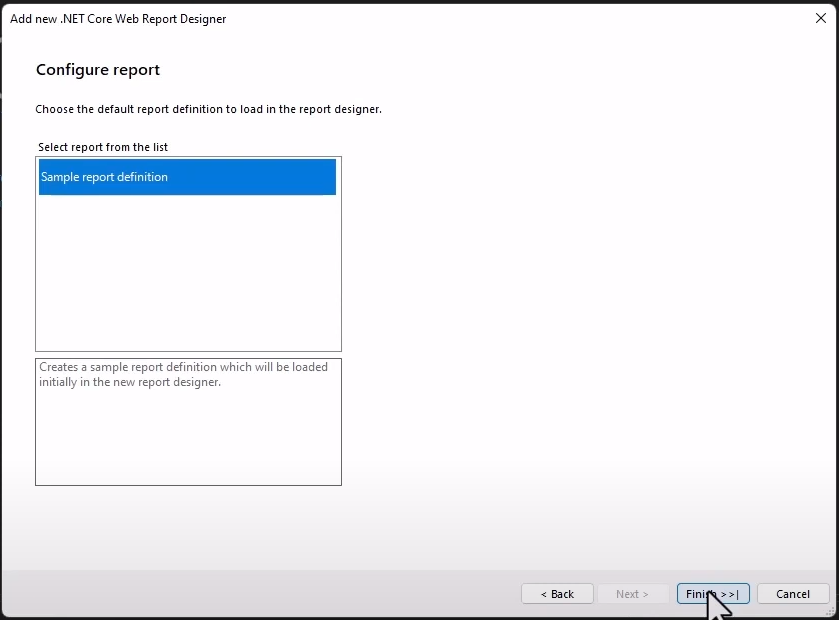 Add new .NET Core Web Report Designer
Configure report
Choose the default report definition to load in the report designer.
Select report from the list
Sample report definition
Creates a sample report definition which will be loaded
initially in the new report designer.
< Back
Next >
Finish >>|
Cancel